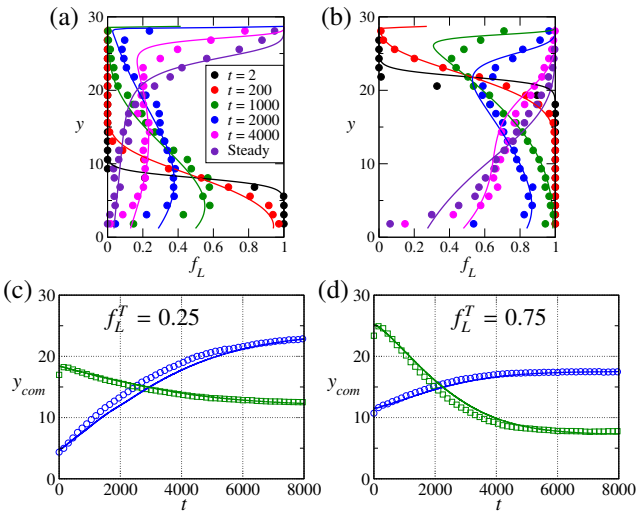 (a)
(b)
30
20
10
0
y
0 0.2 0.4 0.6 0.8 1
f_L
t = 2
t = 200
t = 1000
t = 2000
t = 4000
Steady
30
20
10
0
y
0 0.2 0.4 0.6 0.8 1
f_L
(c)
(d)
30
20
10
0
y_com
f_L^T = 0.25
0 2000 4000 6000 8000
t
30
20
10
0
y_com
f_L^T = 0.75
0 2000 4000 6000 8000
t